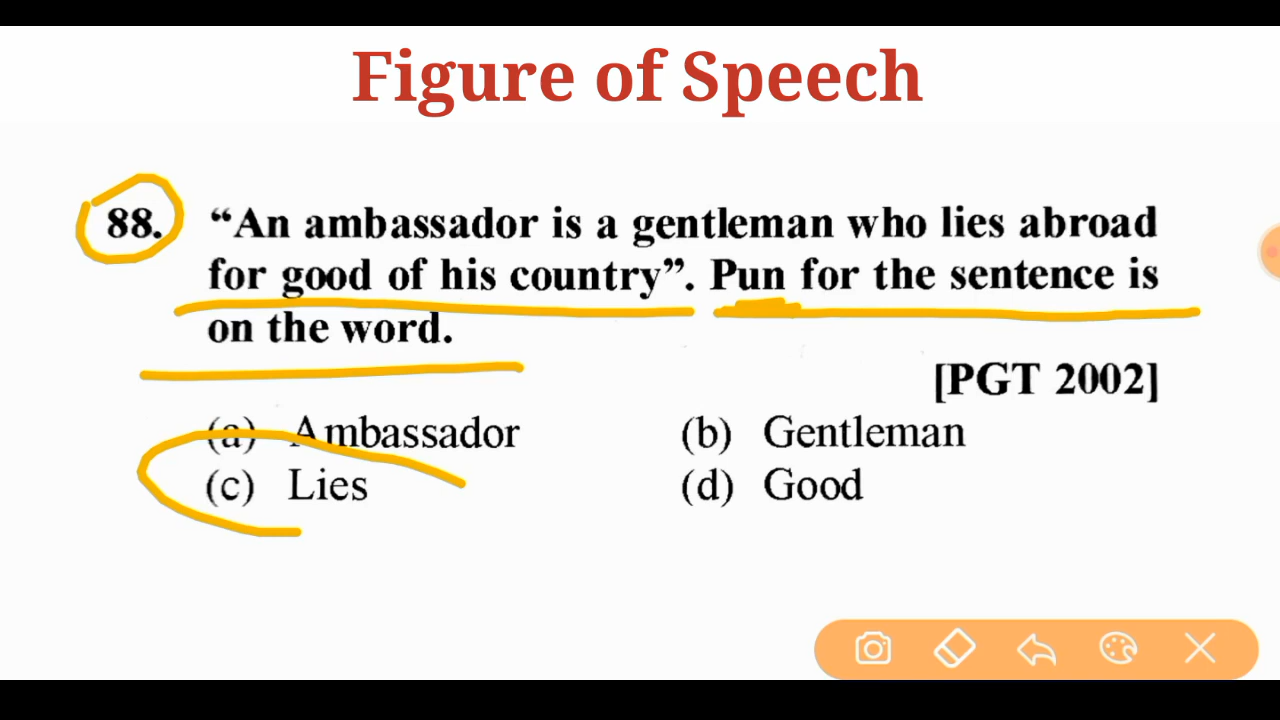 Figure of Speech
88. “An ambassador is a gentleman who lies abroad
for good of his country”. Pun for the sentence is
on the word.
[PGT 2002]
(a) Ambassador (b) Gentleman
(c) Lies (d) Good